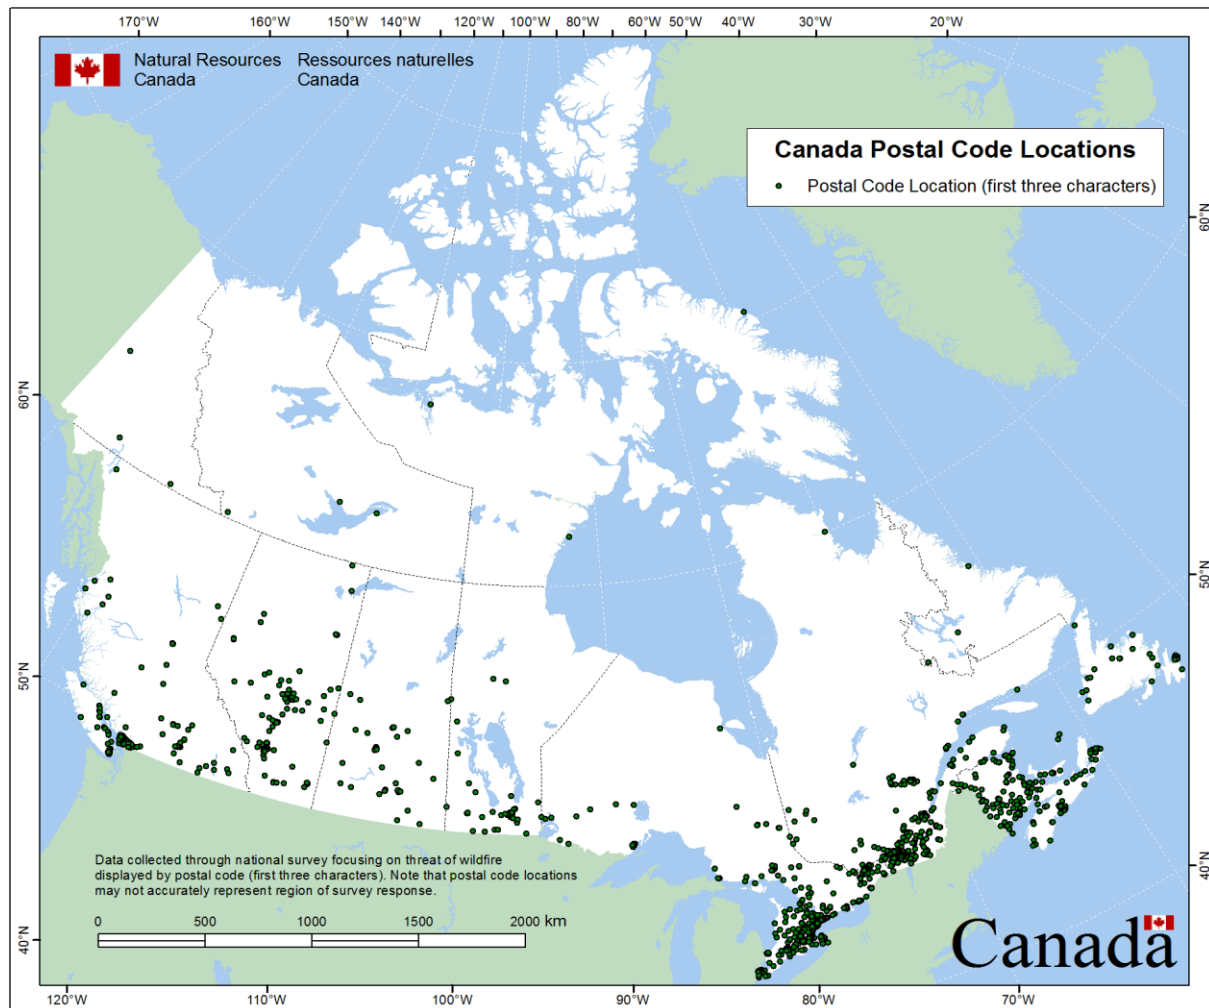 170°W 160°W 150°W 140°W 130°W 120°W 110°W 100°W 90°W 80°W 70°W 60°W 50°W 40°W 30°W 20°W
Natural Resources Canada
Ressources naturelles Canada
Canada Postal Code Locations
Postal Code Location (first three characters)
60°N
60°N
50°N
50°N
40°N
40°N
Data collected through national survey focusing on threat of wildfire
displayed by postal code (first three characters). Note that postal code locations
may not accurately represent region of survey response.
0 500 1000 1500 2000 km
Canada
120°W 110°W 100°W 90°W 80°W 70°W